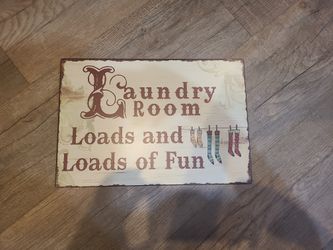 Laundry
Room
Loads and
Loads of Fun